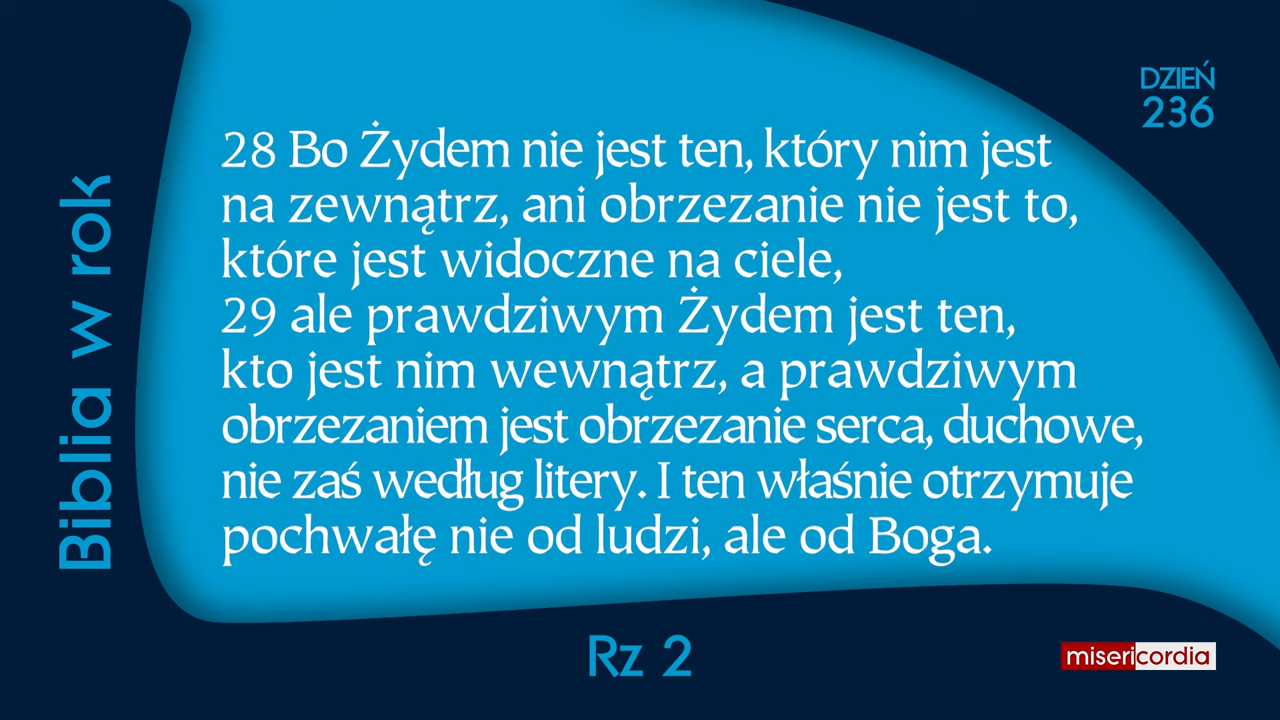 DZIEŃ
236
Biblia w rok
28 Bo Żydem nie jest ten, który nim jest
na zewnątrz, ani obrzezanie nie jest to,
które jest widoczne na ciele,
29 ale prawdziwym Żydem jest ten,
kto jest nim wewnątrz, a prawdziwym
obrzezaniem jest obrzezanie serca, duchowe,
nie zaś według litery. I ten właśnie otrzymuje
pochwałę nie od ludzi, ale od Boga.
Rz 2
misericordia